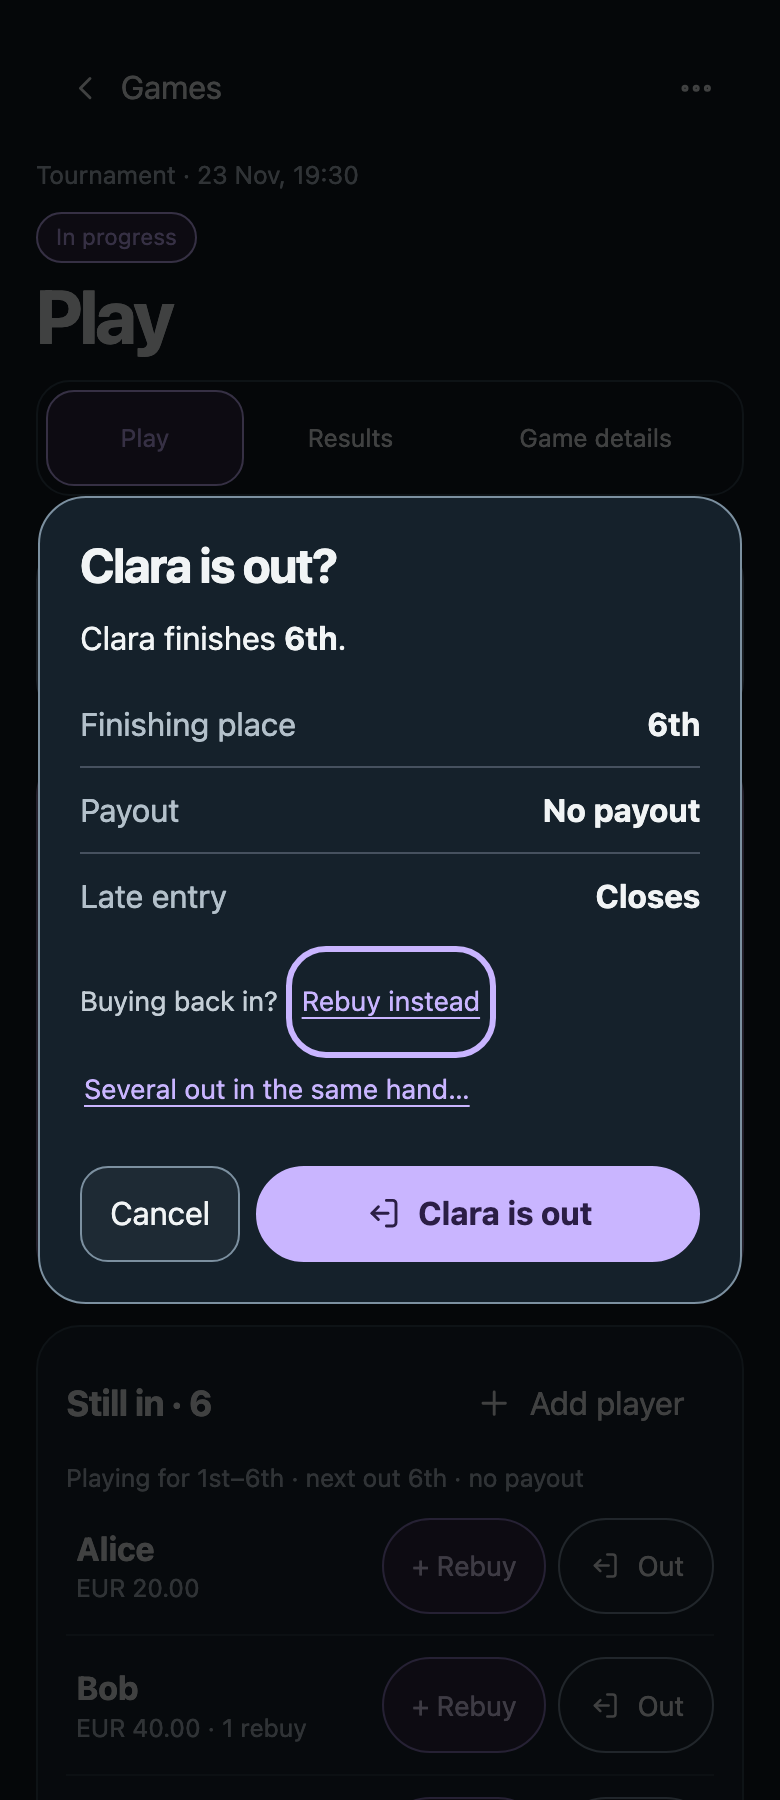 Games
Tournament · 23 Nov, 19:30
In progress
Play
Play Results Game details
Clara is out?
Clara finishes 6th.
Finishing place 6th
Payout No payout
Late entry Closes
Buying back in? Rebuy instead
Several out in the same hand...
Cancel Clara is out
Still in · 6 + Add player
Playing for 1st–6th · next out 6th · no payout
Alice
EUR 20.00
+ Rebuy Out
Bob
EUR 40.00 · 1 rebuy
+ Rebuy Out